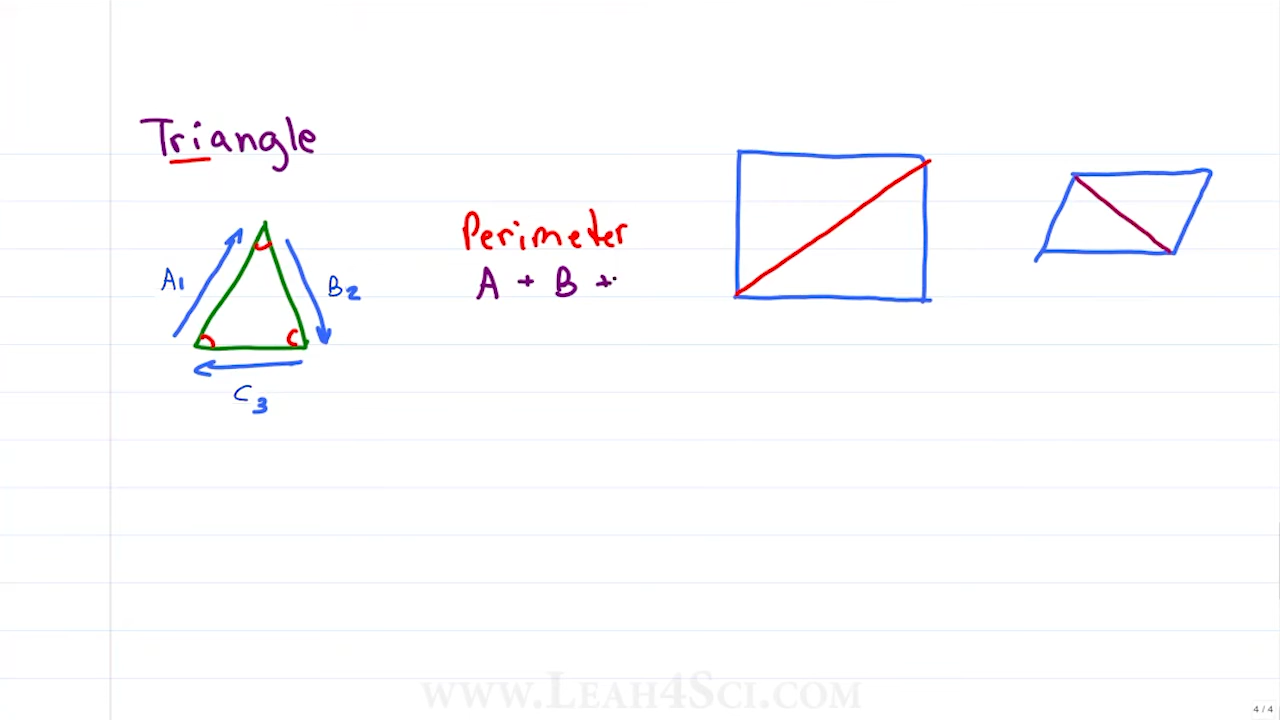 Triangle
Perimeter
A + B +
A1
B2
C3
www.Leah4Sci.com
4 / 4